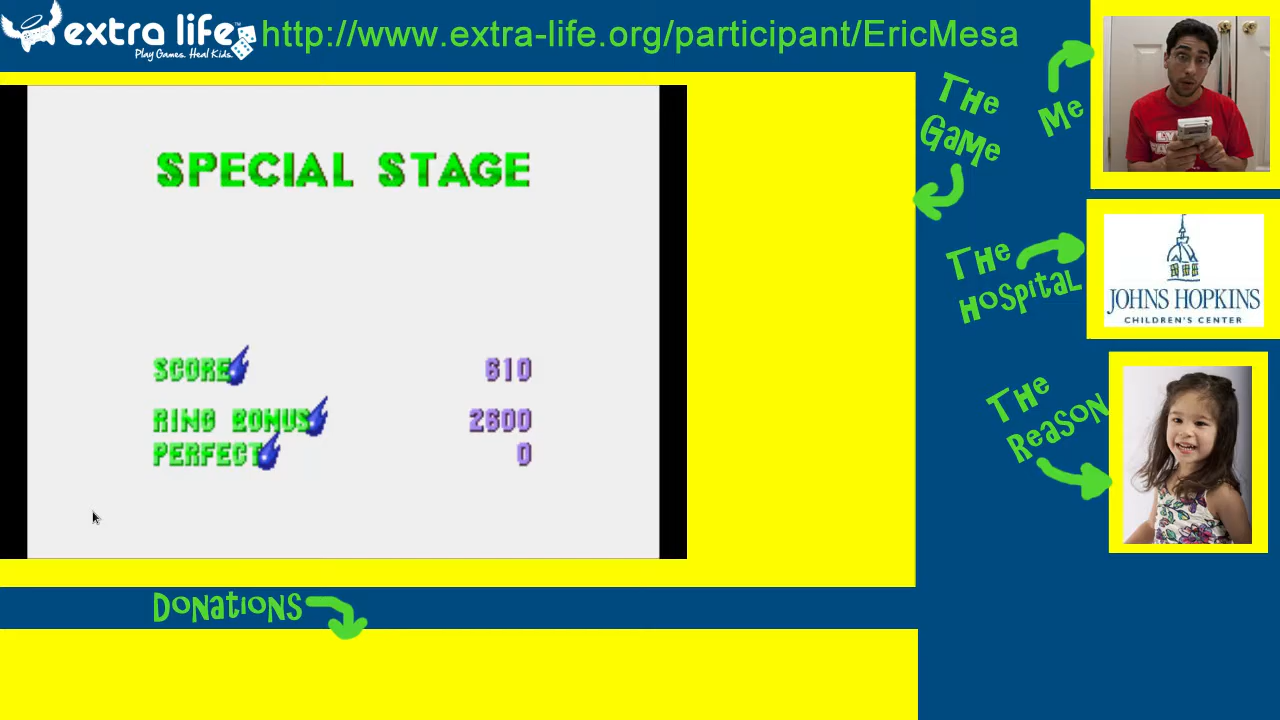 extra life
Play Games. Heal Kids.
http://www.extra-life.org/participant/EricMesa
SPECIAL STAGE
SCORE 610
RING BONUS 2600
PERFECT 0
DONATIONS
THE
GAME
ME
THE
HOSPITAL
JOHNS HOPKINS
CHILDREN'S CENTER
THE
REASON